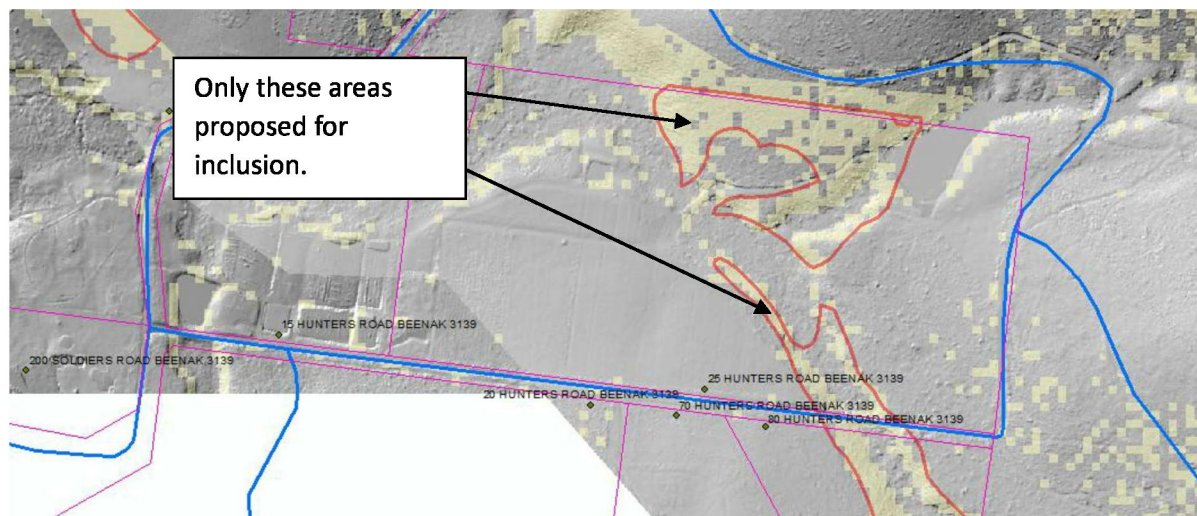 Only these areas
proposed for
inclusion.
15 HUNTERS ROAD BEENAK 3139
200 SOLDIERS ROAD BEENAK 3139
25 HUNTERS ROAD BEENAK 3139
20 HUNTERS ROAD BEENAK 3139
70 HUNTERS ROAD BEENAK 3139
80 HUNTERS ROAD BEENAK 3139